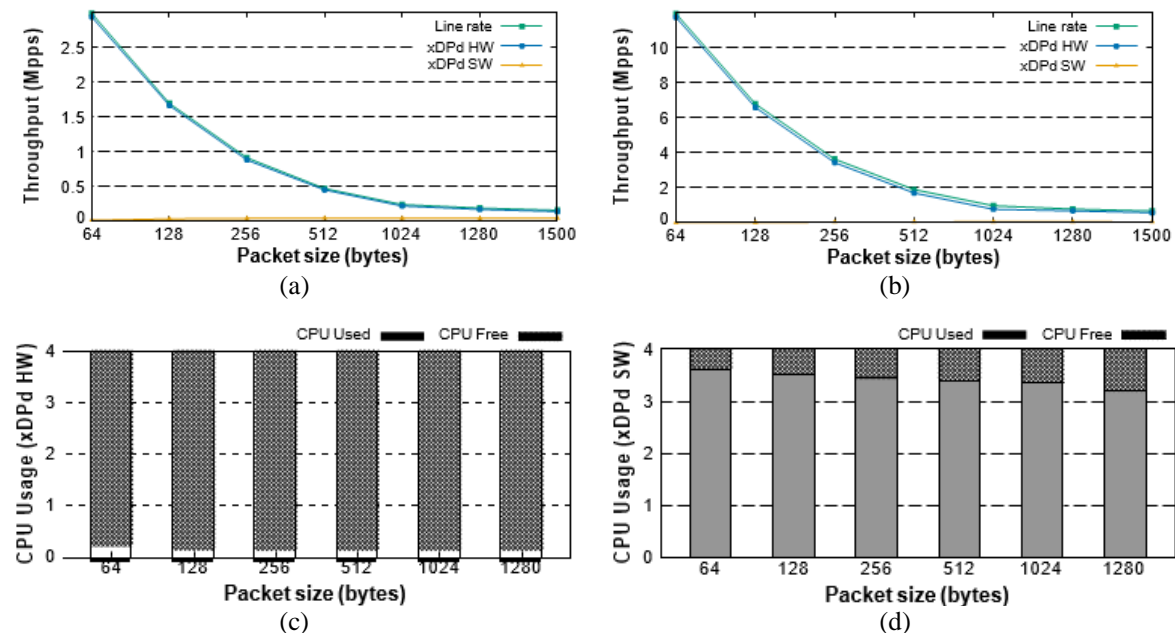 Throughput (Mpps)
2.5
2
1.5
1
0.5
0
Line rate
xDPd HW
xDPd SW
64 128 256 512 1024 1280 1500
Packet size (bytes)
(a)
Throughput (Mpps)
10
8
6
4
2
0
Line rate
xDPd HW
xDPd SW
64 128 256 512 1024 1280 1500
Packet size (bytes)
(b)
CPU Used CPU Free
CPU Usage (xDPd HW)
4
3
2
1
0
64 128 256 512 1024 1280
Packet size (bytes)
(c)
CPU Used CPU Free
CPU Usage (xDPd SW)
4
3
2
1
0
64 128 256 512 1024 1280
Packet size (bytes)
(d)